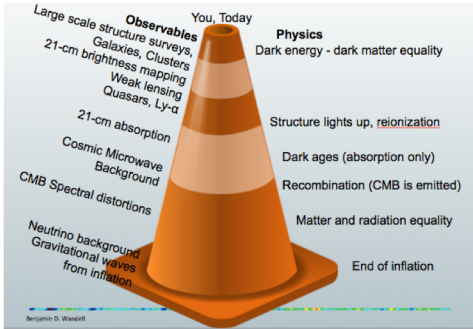 You, Today
Observables
Large scale structure surveys,
Galaxies, Clusters
21-cm brightness mapping
Weak lensing
Quasars, Ly-α
21-cm absorption
Cosmic Microwave
Background
CMB Spectral distortions
Neutrino background
Gravitational waves
from inflation
Physics
Dark energy - dark matter equality
Structure lights up, reionization
Dark ages (absorption only)
Recombination (CMB is emitted)
Matter and radiation equality
End of inflation
Benjamin D. Wandelt